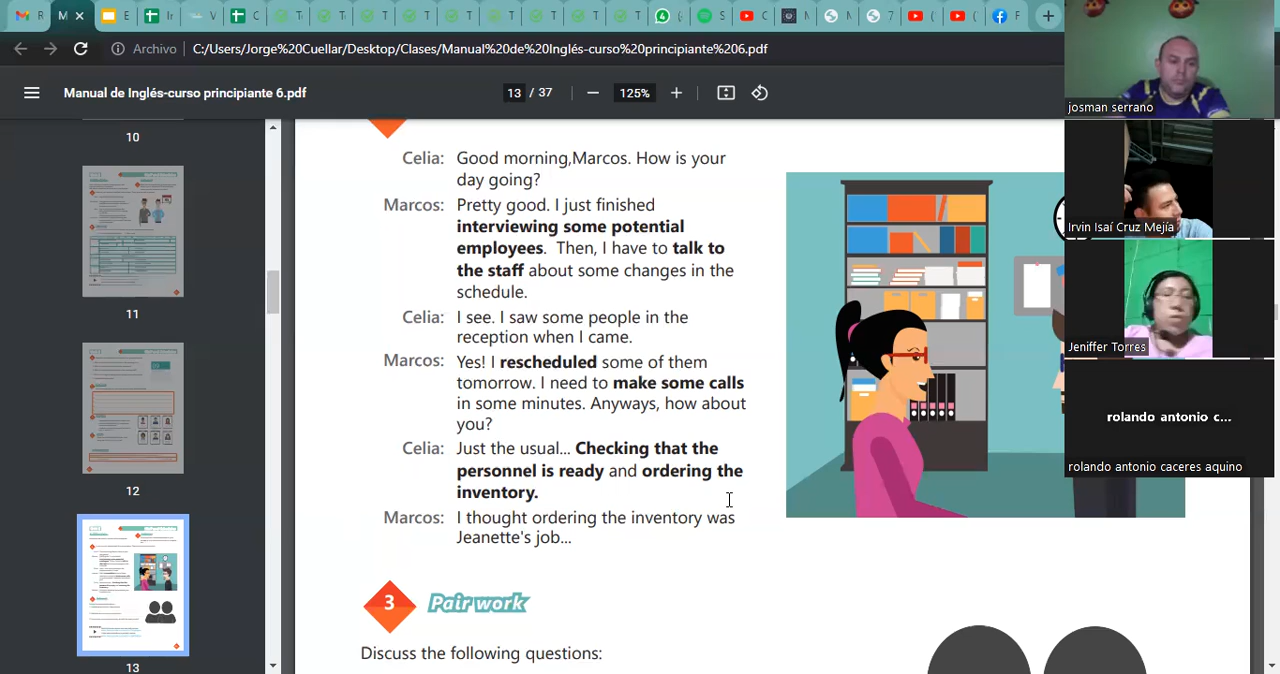 Archivo C:/Users/Jorge%20Cuellar/Desktop/Clases/Manual%20de%20Inglés-curso%20principiante%206.pdf
Manual de Inglés-curso principiante 6.pdf
13 / 37
125%
10
11
12
13
Celia: Good morning,Marcos. How is your
day going?
Marcos: Pretty good. I just finished
interviewing some potential
employees. Then, I have to talk to
the staff about some changes in the
schedule.
Celia: I see. I saw some people in the
reception when I came.
Marcos: Yes! I rescheduled some of them
tomorrow. I need to make some calls
in some minutes. Anyways, how about
you?
Celia: Just the usual... Checking that the
personnel is ready and ordering the
inventory.
Marcos: I thought ordering the inventory was
Jeanette's job...
3 Pair work
Discuss the following questions:
josman serrano
Irvin Isaí Cruz Mejía
Jeniffer Torres
rolando antonio c...
rolando antonio caceres aquino